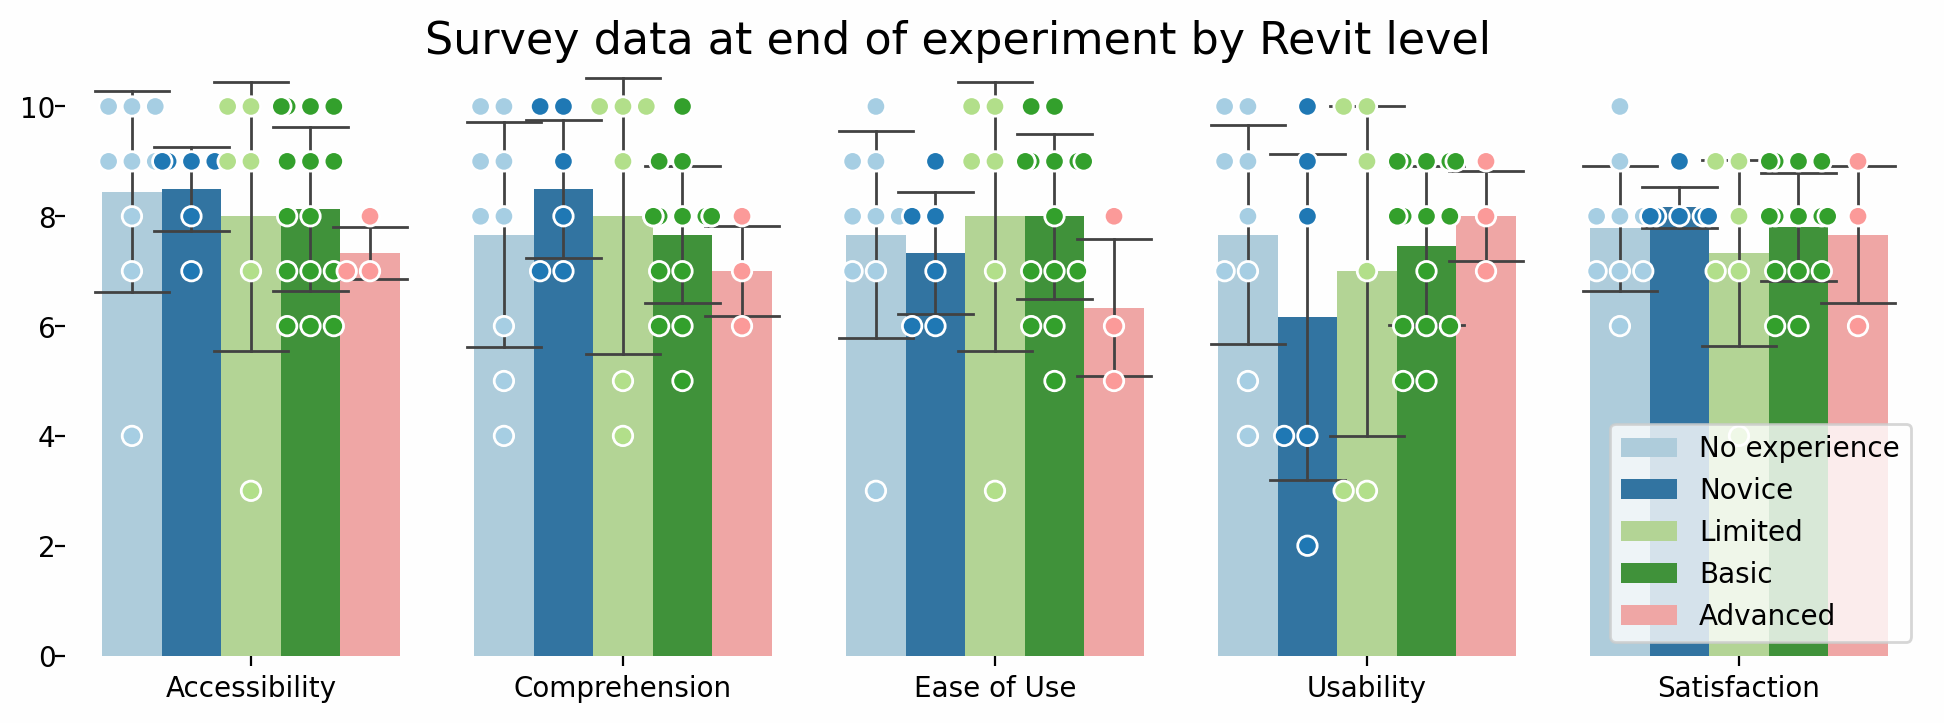 Survey data at end of experiment by Revit level
10
8
6
4
2
0
Accessibility
Comprehension
Ease of Use
Usability
Satisfaction
No experience
Novice
Limited
Basic
Advanced